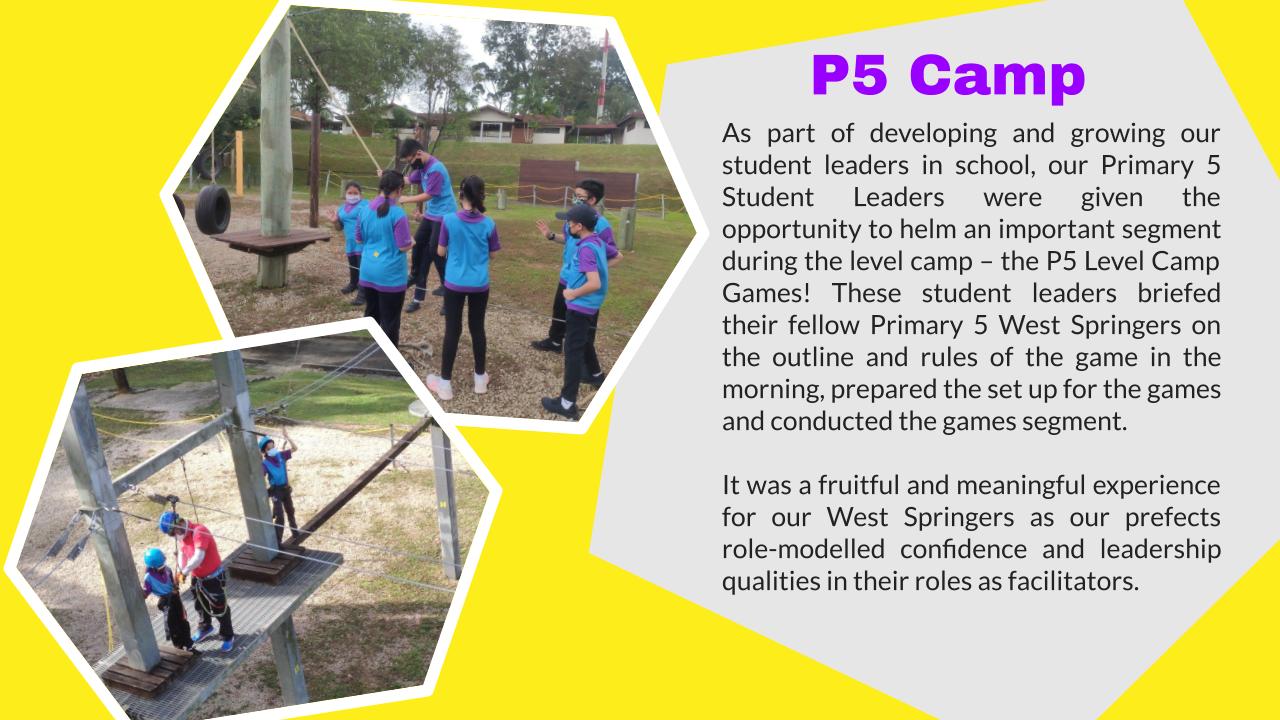 P5 Camp
As part of developing and growing our
student leaders in school, our Primary 5
Student Leaders were given the
opportunity to helm an important segment
during the level camp – the P5 Level Camp
Games! These student leaders briefed
their fellow Primary 5 West Springers on
the outline and rules of the game in the
morning, prepared the set up for the games
and conducted the games segment.
It was a fruitful and meaningful experience
for our West Springers as our prefects
role-modelled confidence and leadership
qualities in their roles as facilitators.